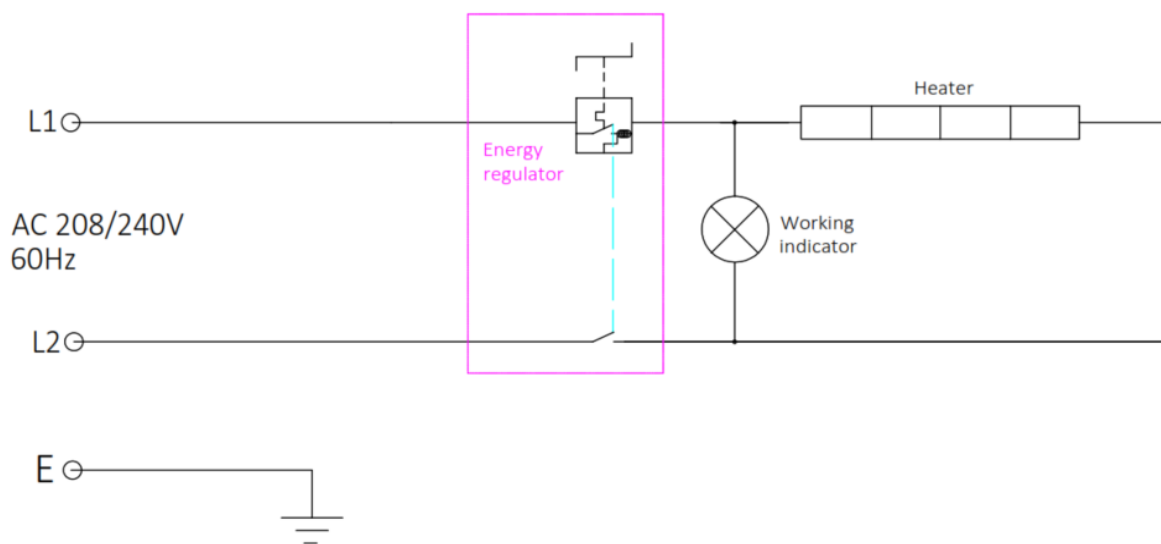 Heater
L1
Energy
regulator
AC 208/240V
60Hz
Working
indicator
L2
E